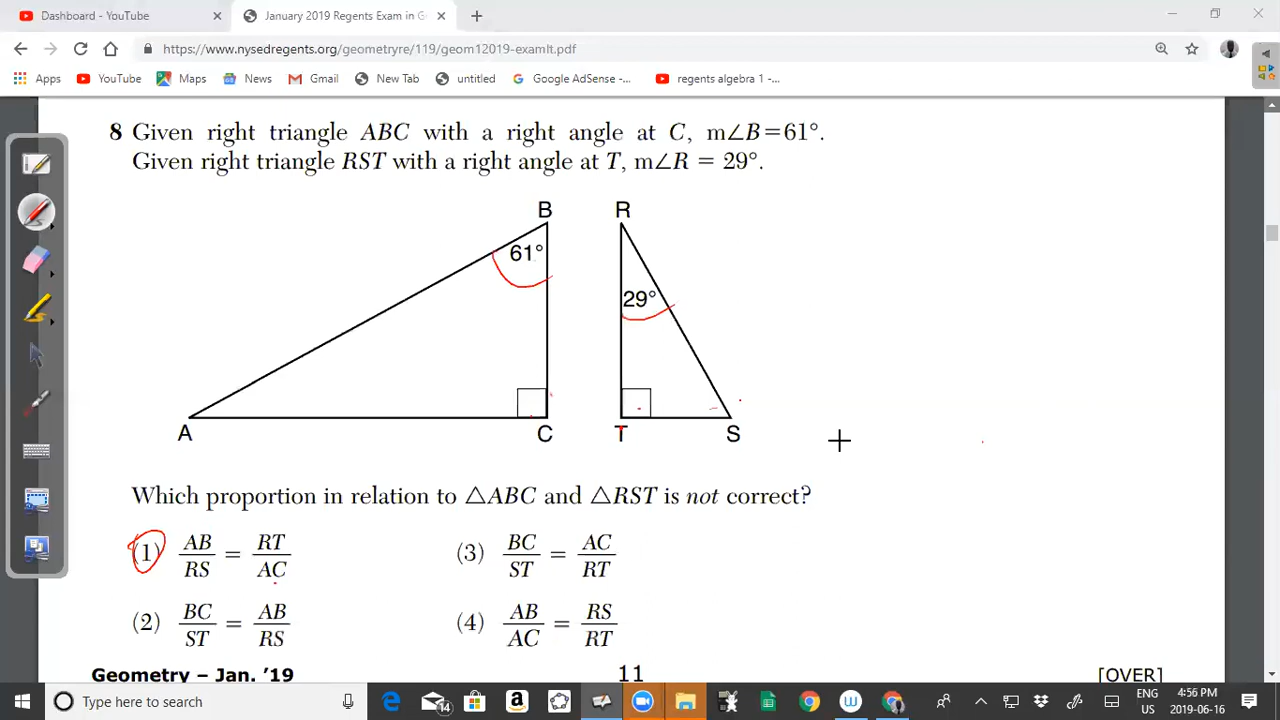 Dashboard - YouTube
January 2019 Regents Exam in Ge
https://www.nysedregents.org/geometryre/119/geom12019-examlt.pdf
Apps YouTube Maps News Gmail New Tab untitled Google AdSense -... regents algebra 1 -...
8 Given right triangle ABC with a right angle at C, m∠B=61°.
Given right triangle RST with a right angle at T, m∠R = 29°.
B R
61°
29°
A C T S
Which proportion in relation to △ABC and △RST is not correct?
(1) AB/RS = RT/AC
(3) BC/ST = AC/RT
(2) BC/ST = AB/RS
(4) AB/AC = RS/RT
Geometry – Jan. ’19 11 [OVER]
Type here to search
14
ENG
US
4:56 PM
2019-06-16